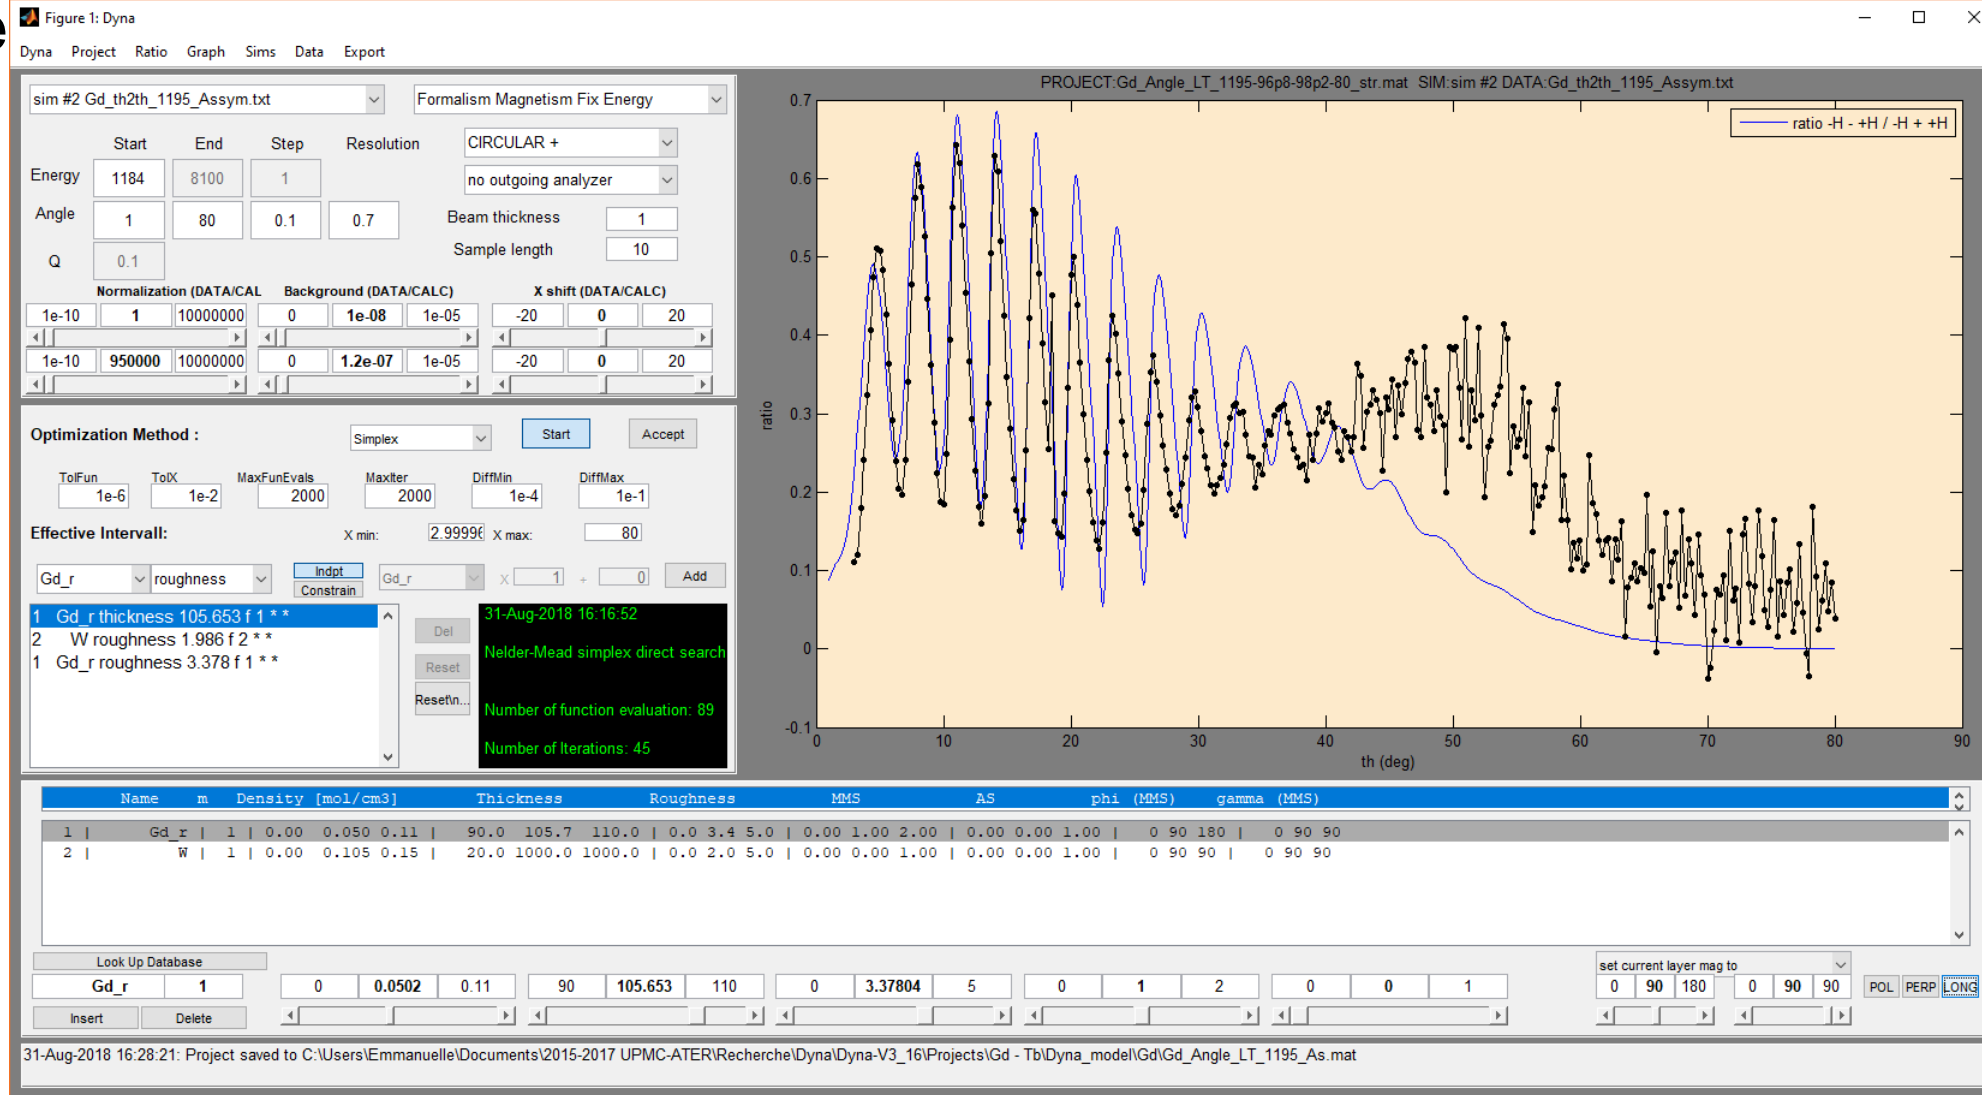 e
Figure 1: Dyna
Dyna Project Ratio Graph Sims Data Export
sim #2 Gd_th2th_1195_Assym.txt
Formalism Magnetism Fix Energy
Start End Step Resolution
CIRCULAR +
Energy 1184 8100 1
no outgoing analyzer
Angle 1 80 0.1 0.7
Beam thickness 1
Sample length 10
Q 0.1
Normalization (DATA/CAL Background (DATA/CALC) X shift (DATA/CALC)
1e-10 1 10000000 0 1e-08 1e-05 -20 0 20
1e-10 950000 10000000 0 1.2e-07 1e-05 -20 0 20
Optimization Method :
Simplex
Start
Accept
TolFun TolX MaxFunEvals MaxIter DiffMin DiffMax
1e-6 1e-2 2000 2000 1e-4 1e-1
Effective Intervall: X min: 2.99996 X max: 80
Gd_r roughness Indpt Constrain Gd_r X 1 + 0 Add
1 Gd_r thickness 105.653 f 1 * *
2 W roughness 1.986 f 2 * *
1 Gd_r roughness 3.378 f 1 * *
Del
Reset
Reset\n...
31-Aug-2018 16:16:52
Nelder-Mead simplex direct search
Number of function evaluation: 89
Number of Iterations: 45
PROJECT:Gd_Angle_LT_1195-96p8-98p2-80_str.mat SIM:sim #2 DATA:Gd_th2th_1195_Assym.txt
ratio -H - +H / -H + +H
0.7
0.6
0.5
0.4
0.3
0.2
0.1
0
-0.1
ratio
0 10 20 30 40 50 60 70 80 90
th (deg)
Name m Density [mol/cm3] Thickness Roughness MMS AS phi (MMS) gamma (MMS)
1 | Gd_r | 1 | 0.00 0.050 0.11 | 90.0 105.7 110.0 | 0.0 3.4 5.0 | 0.00 1.00 2.00 | 0.00 0.00 1.00 | 0 90 180 | 0 90 90
2 | W | 1 | 0.00 0.105 0.15 | 20.0 1000.0 1000.0 | 0.0 2.0 5.0 | 0.00 0.00 1.00 | 0.00 0.00 1.00 | 0 90 90 | 0 90 90
Look Up Database
set current layer mag to
Gd_r 1 0 0.0502 0.11 90 105.653 110 0 3.37804 5 0 1 2 0 0 1 0 90 180 0 90 90 POL PERP LONG
Insert Delete
31-Aug-2018 16:28:21: Project saved to C:\Users\Emmanuelle\Documents\2015-2017 UPMC-ATER\Recherche\Dyna\Dyna-V3_16\Projects\Gd - Tb\Dyna_model\Gd\Gd_Angle_LT_1195_As.mat